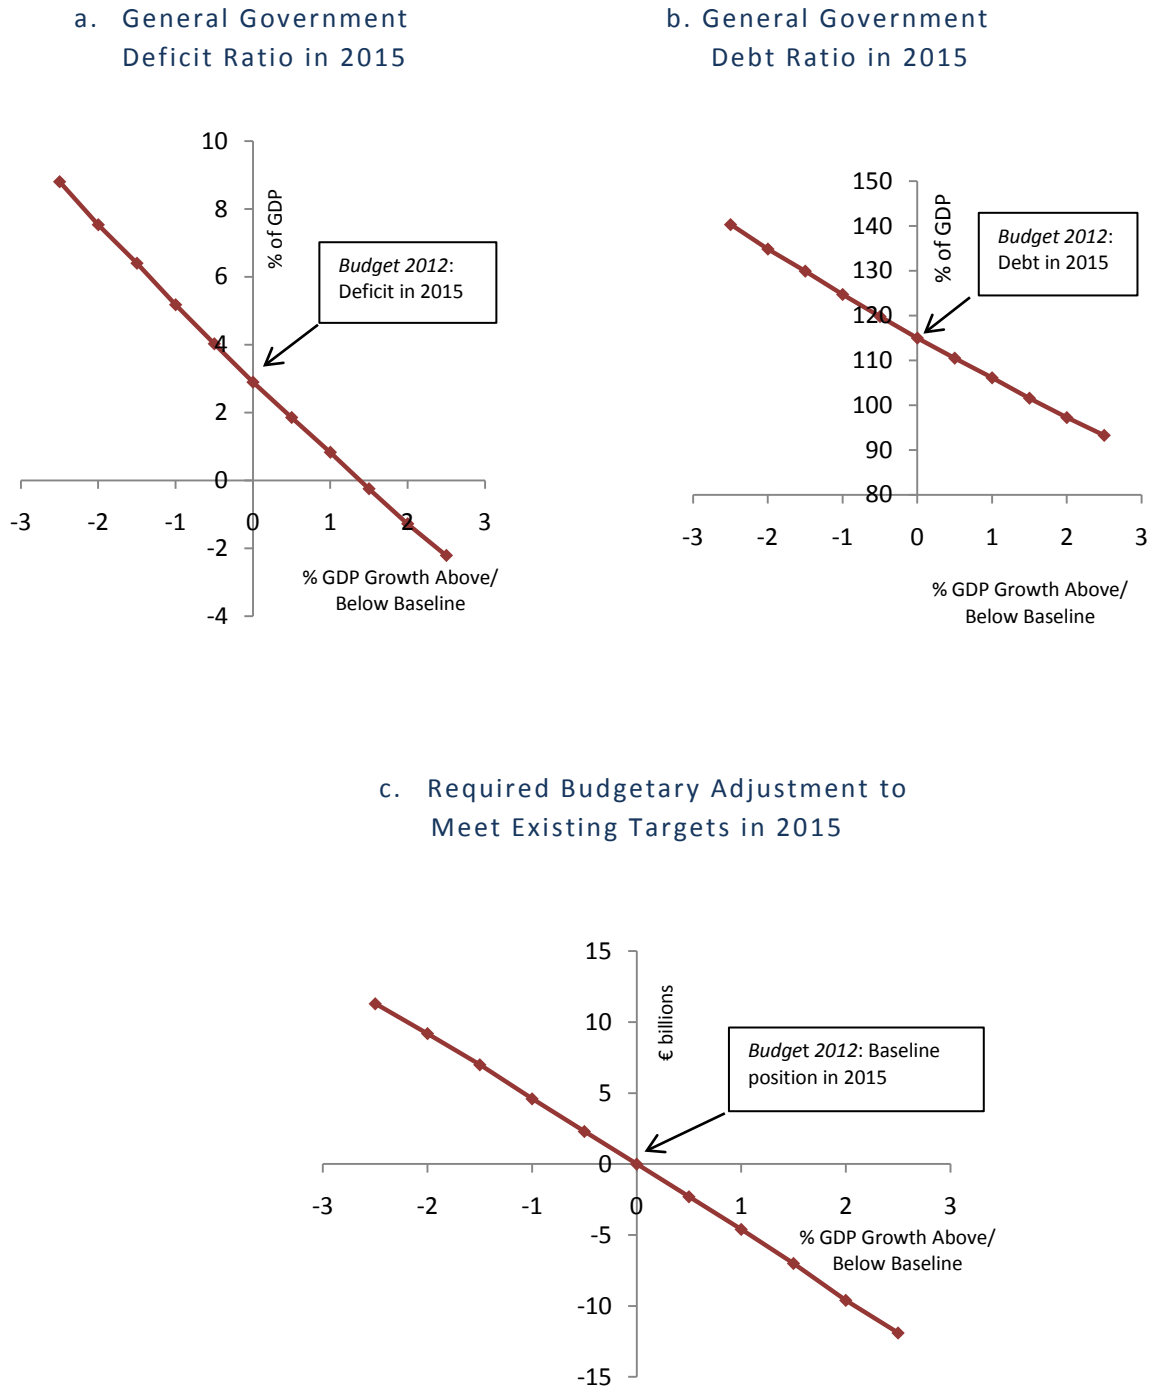 a. General Government
Deficit Ratio in 2015
10
8
6
4
2
0
-2
-4
-3
-2
-1
0
1
2
3
% of GDP
Budget 2012:
Deficit in 2015
% GDP Growth Above/
Below Baseline
b. General Government
Debt Ratio in 2015
150
140
130
120
110
100
90
80
-3
-2
-1
0
1
2
3
% of GDP
Budget 2012:
Debt in 2015
% GDP Growth Above/
Below Baseline
c. Required Budgetary Adjustment to
Meet Existing Targets in 2015
15
10
5
0
-5
-10
-15
-3
-2
-1
0
1
2
3
€ billions
Budget 2012: Baseline
position in 2015
% GDP Growth Above/
Below Baseline